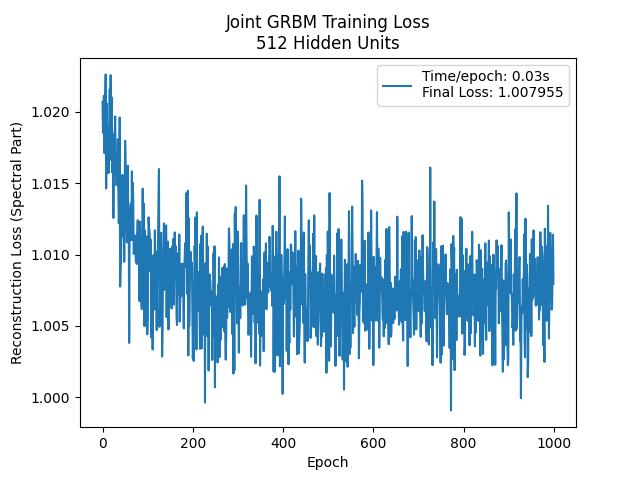 Joint GRBM Training Loss
512 Hidden Units
Time/epoch: 0.03s
Final Loss: 1.007955
Reconstruction Loss (Spectral Part)
1.020
1.015
1.010
1.005
1.000
0
200
400
600
800
1000
Epoch